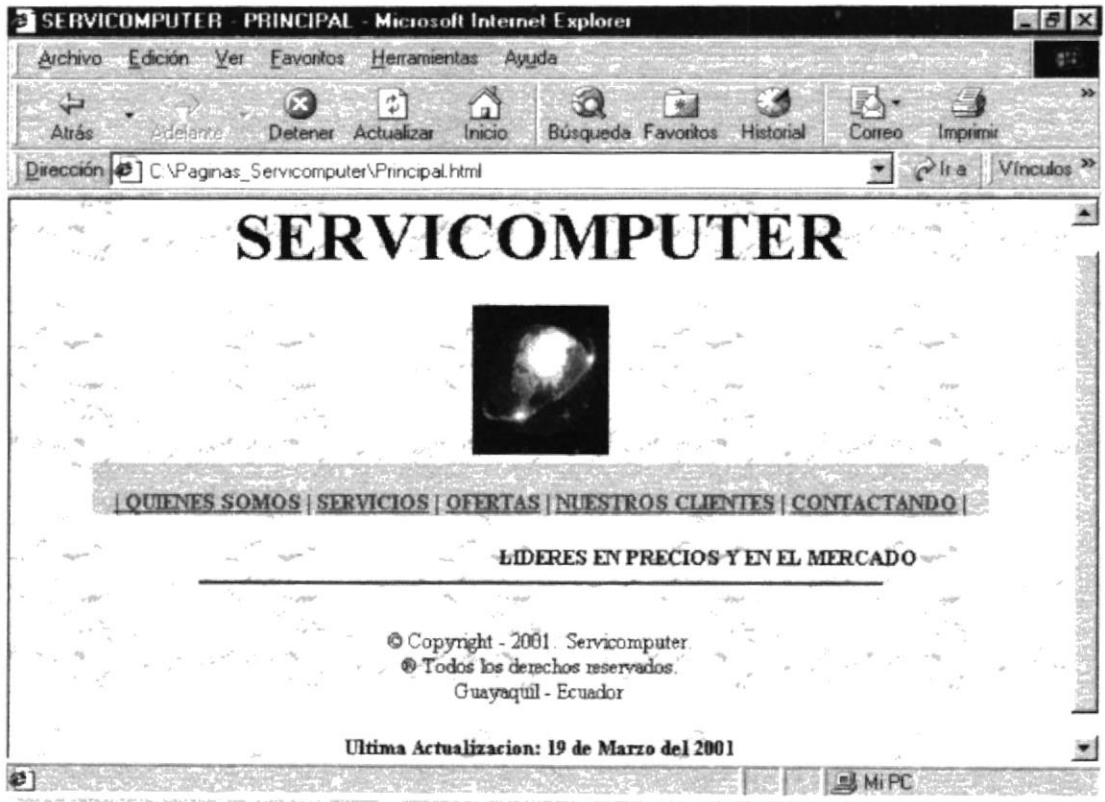 SERVICOMPUTER - PRINCIPAL - Microsoft Internet Explorer
Archivo Edición Ver Favoritos Herramientas Ayuda
Atrás Adelante Detener Actualizar Inicio Búsqueda Favoritos Historial Correo Imprimir »
Dirección C:\Paginas_Servicomputer\Principal.html Ir a Vínculos »
SERVICOMPUTER
| QUIENES SOMOS | SERVICIOS | OFERTAS | NUESTROS CLIENTES | CONTACTANDO |
LIDERES EN PRECIOS Y EN EL MERCADO
© Copyright - 2001. Servicomputer.
® Todos los derechos reservados.
Guayaquil - Ecuador
Ultima Actualizacion: 19 de Marzo del 2001
Mi PC